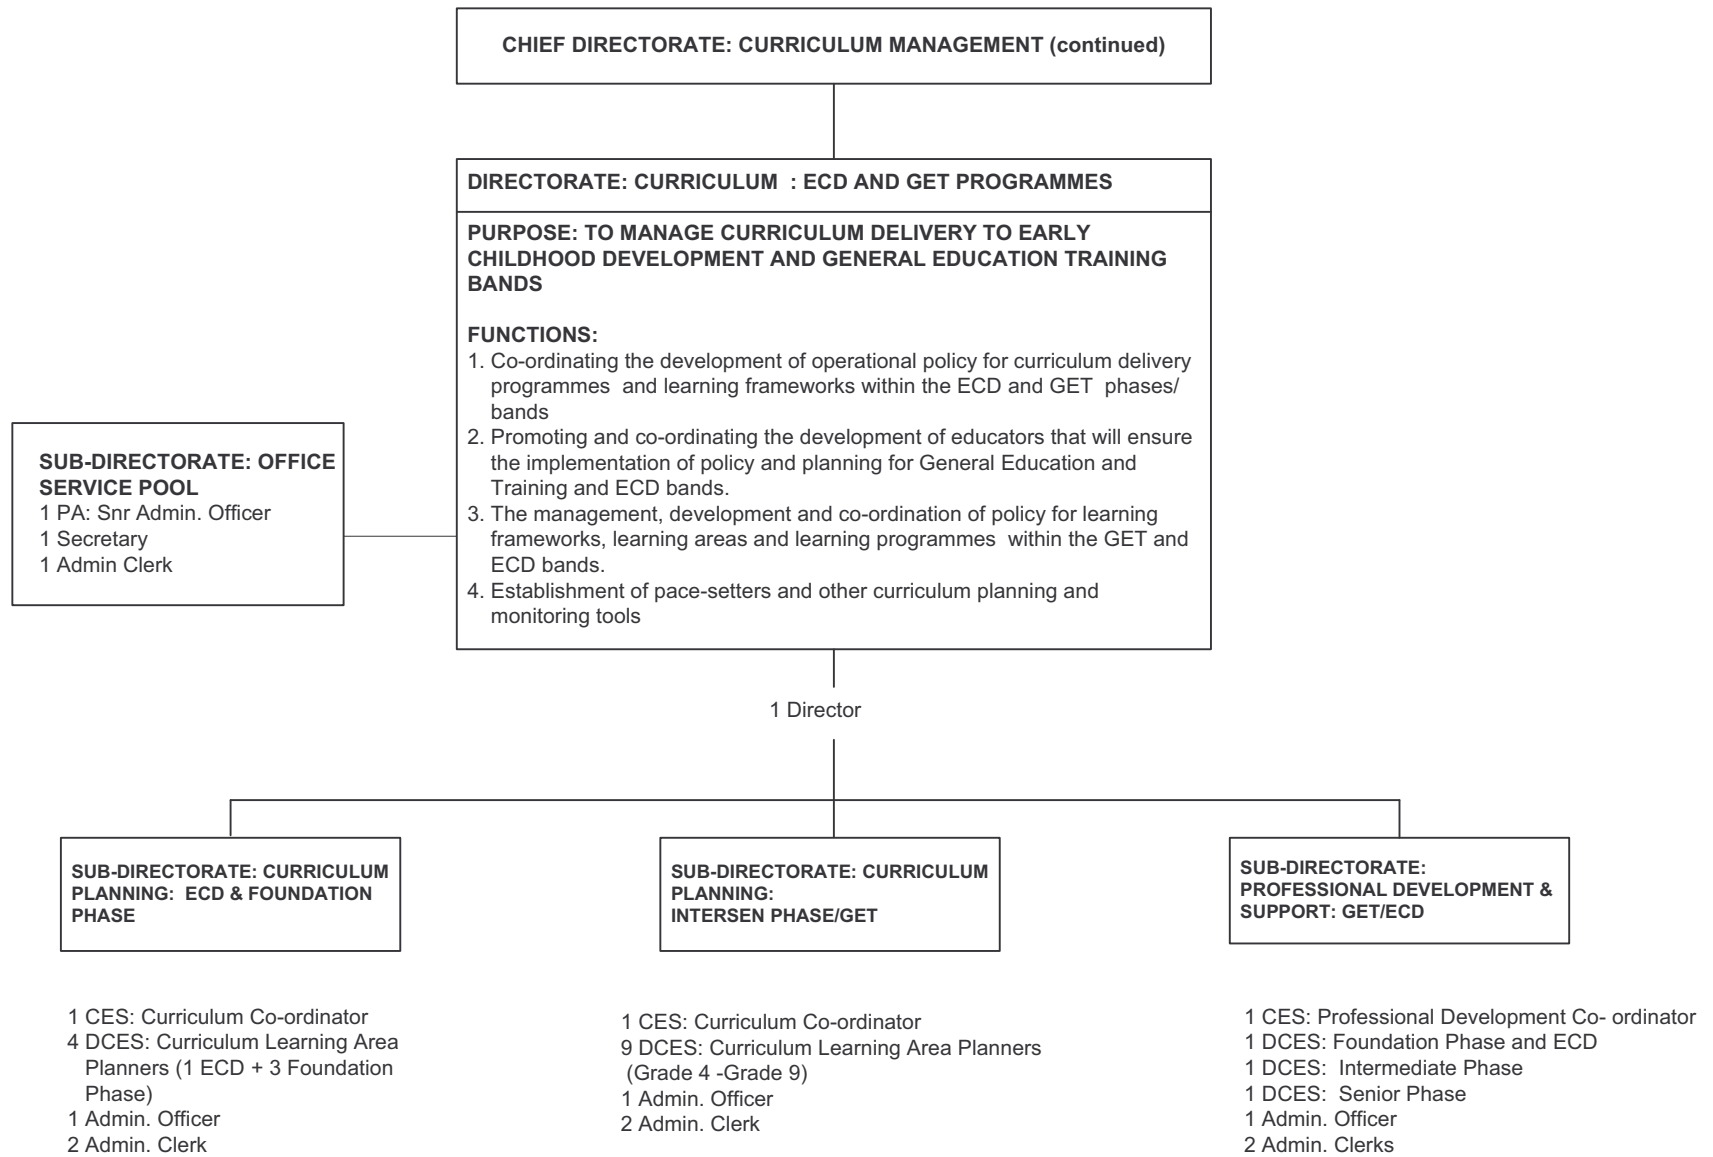 CHIEF DIRECTORATE: CURRICULUM MANAGEMENT (continued)
DIRECTORATE: CURRICULUM : ECD AND GET PROGRAMMES
PURPOSE: TO MANAGE CURRICULUM DELIVERY TO EARLY
CHILDHOOD DEVELOPMENT AND GENERAL EDUCATION TRAINING
BANDS
FUNCTIONS:
1. Co-ordinating the development of operational policy for curriculum delivery
programmes and learning frameworks within the ECD and GET phases/
bands
2. Promoting and co-ordinating the development of educators that will ensure
the implementation of policy and planning for General Education and
Training and ECD bands.
3. The management, development and co-ordination of policy for learning
frameworks, learning areas and learning programmes within the GET and
ECD bands.
4. Establishment of pace-setters and other curriculum planning and
monitoring tools
SUB-DIRECTORATE: OFFICE
SERVICE POOL
1 PA: Snr Admin. Officer
1 Secretary
1 Admin Clerk
1 Director
SUB-DIRECTORATE: CURRICULUM
PLANNING: ECD & FOUNDATION
PHASE
1 CES: Curriculum Co-ordinator
4 DCES: Curriculum Learning Area
Planners (1 ECD + 3 Foundation
Phase)
1 Admin. Officer
2 Admin. Clerk
SUB-DIRECTORATE: CURRICULUM
PLANNING:
INTERSEN PHASE/GET
1 CES: Curriculum Co-ordinator
9 DCES: Curriculum Learning Area Planners
(Grade 4 -Grade 9)
1 Admin. Officer
2 Admin. Clerk
SUB-DIRECTORATE:
PROFESSIONAL DEVELOPMENT &
SUPPORT: GET/ECD
1 CES: Professional Development Co- ordinator
1 DCES: Foundation Phase and ECD
1 DCES: Intermediate Phase
1 DCES: Senior Phase
1 Admin. Officer
2 Admin. Clerks